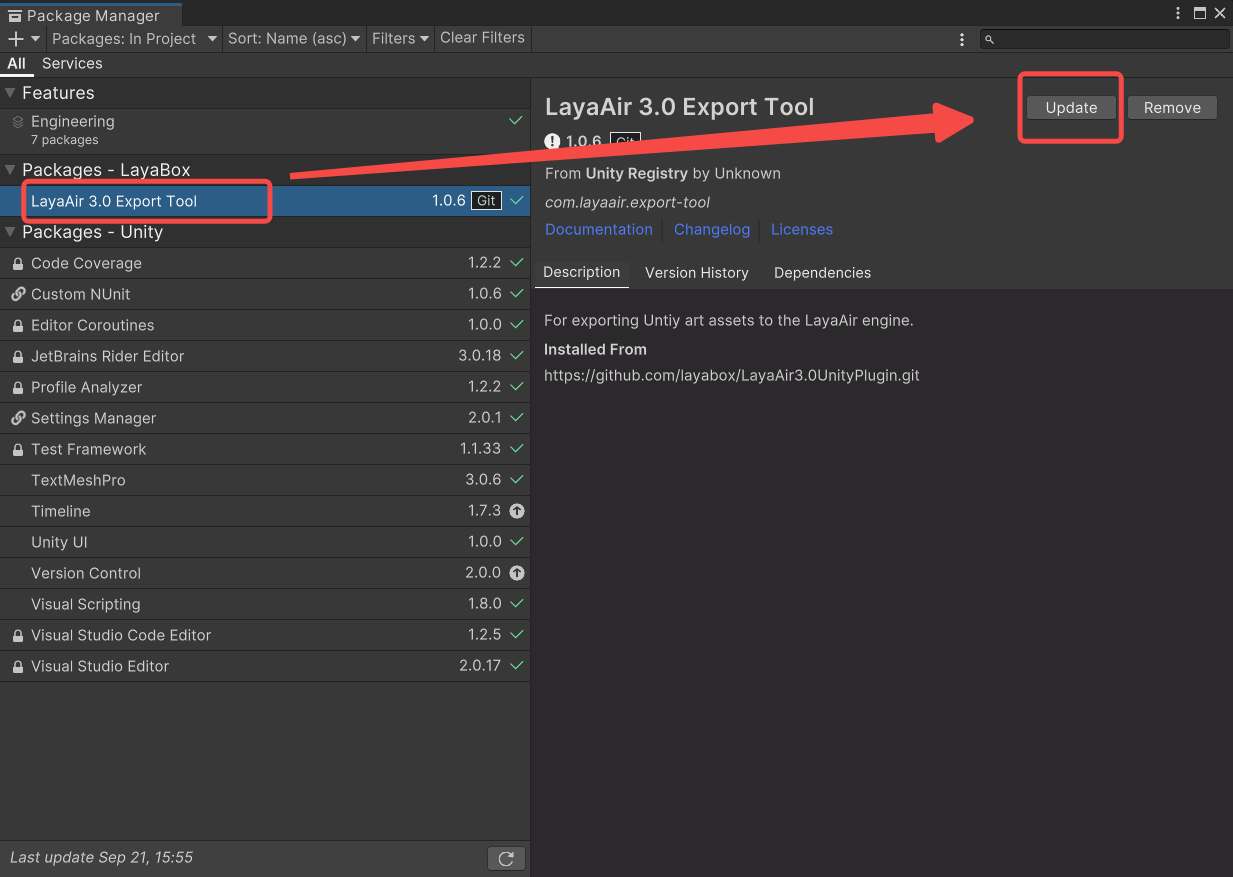 Package Manager
Packages: In Project
Sort: Name (asc)
Filters
Clear Filters
All
Services
Features
Engineering
7 packages
Packages - LayaBox
LayaAir 3.0 Export Tool
1.0.6
Git
Packages - Unity
Code Coverage
1.2.2
Custom NUnit
1.0.6
Editor Coroutines
1.0.0
JetBrains Rider Editor
3.0.18
Profile Analyzer
1.2.2
Settings Manager
2.0.1
Test Framework
1.1.33
TextMeshPro
3.0.6
Timeline
1.7.3
Unity UI
1.0.0
Version Control
2.0.0
Visual Scripting
1.8.0
Visual Studio Code Editor
1.2.5
Visual Studio Editor
2.0.17
Last update Sep 21, 15:55
LayaAir 3.0 Export Tool
Update
Remove
1.0.6
Git
From Unity Registry by Unknown
com.layaair.export-tool
Documentation
Changelog
Licenses
Description
Version History
Dependencies
For exporting Untiy art assets to the LayaAir engine.
Installed From
https://github.com/layabox/LayaAir3.0UnityPlugin.git